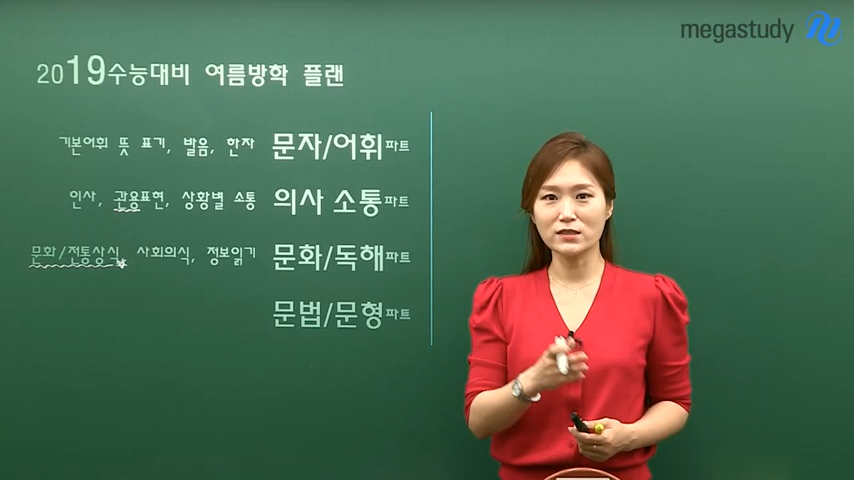 megastudy
2019수능대비 여름방학 플랜
기본어휘 뜻 표기, 발음, 한자 문자/어휘파트
인사, 관용표현, 상황별 소통 의사 소통파트
문화/전통상식, 사회의식, 정보읽기 문화/독해파트
문법/문형파트